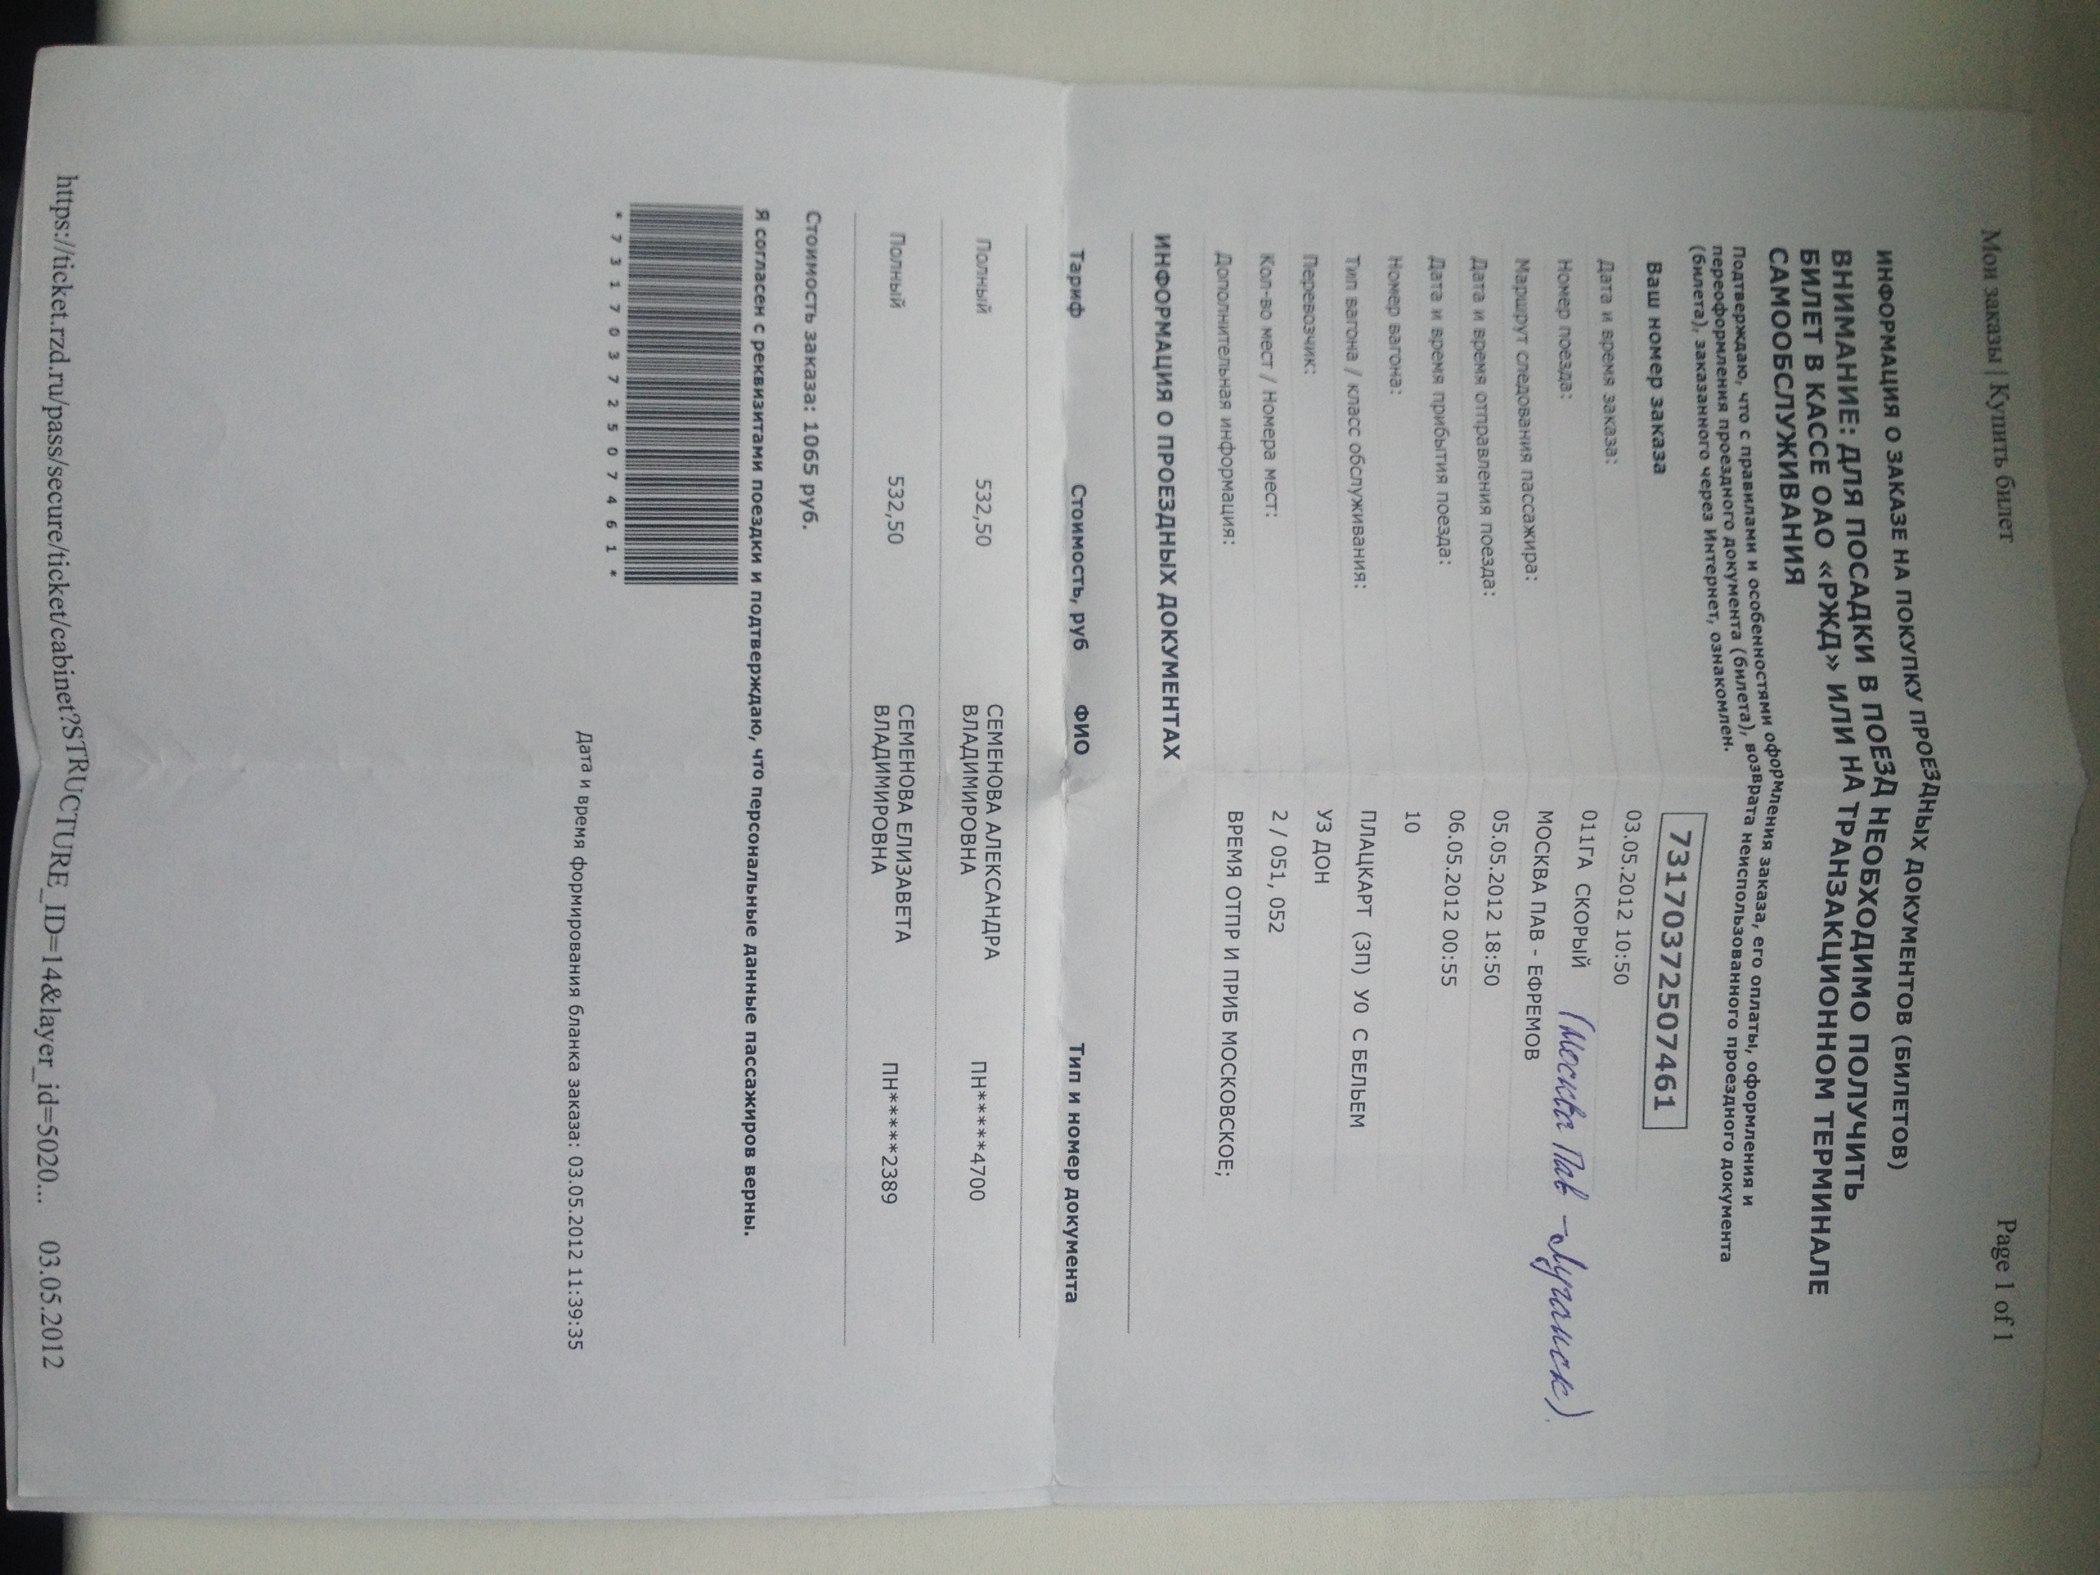 Мои заказы | Купить билет Page 1 of 1
ИНФОРМАЦИЯ О ЗАКАЗЕ НА ПОКУПКУ ПРОЕЗДНЫХ ДОКУМЕНТОВ (БИЛЕТОВ)
ВНИМАНИЕ: ДЛЯ ПОСАДКИ В ПОЕЗД НЕОБХОДИМО ПОЛУЧИТЬ
БИЛЕТ В КАССЕ ОАО «РЖД» ИЛИ НА ТРАНЗАКЦИОННОМ ТЕРМИНАЛЕ
САМООБСЛУЖИВАНИЯ
Подтверждаю, что с правилами и особенностями оформления заказа, его оплаты, оформления и
переоформления проездного документа (билета), возврата неиспользованного проездного документа
(билета), заказанного через Интернет, ознакомлен.
Ваш номер заказа 73170372507461
Дата и время заказа: 03.05.2012 10:50
Номер поезда: 011ГА СКОРЫЙ (Москва Пав - Луганск)
Маршрут следования пассажира: МОСКВА ПАВ - ЕФРЕМОВ
Дата и время отправления поезда: 05.05.2012 18:50
Дата и время прибытия поезда: 06.05.2012 00:55
Номер вагона: 10
Тип вагона / класс обслуживания: ПЛАЦКАРТ (3П) У0 С БЕЛЬЕМ
Перевозчик: УЗ ДОН
Кол-во мест / Номера мест: 2 / 051, 052
Дополнительная информация: ВРЕМЯ ОТПР И ПРИБ МОСКОВСКОЕ;
ИНФОРМАЦИЯ О ПРОЕЗДНЫХ ДОКУМЕНТАХ
Тариф Стоимость, руб ФИО Тип и номер документа
Полный 532,50 СЕМЕНОВА АЛЕКСАНДРА ПН******4700
ВЛАДИМИРОВНА
Полный 532,50 СЕМЕНОВА ЕЛИЗАВЕТА ПН******2389
ВЛАДИМИРОВНА
Стоимость заказа: 1065 руб.
Я согласен с реквизитами поездки и подтверждаю, что персональные данные пассажиров верны.
* 7 3 1 7 0 3 7 2 5 0 7 4 6 1 *
Дата и время формирования бланка заказа: 03.05.2012 11:39:35
https://ticket.rzd.ru/pass/secure/ticket/cabinet?STRUCTURE_ID=14&layer_id=5020... 03.05.2012